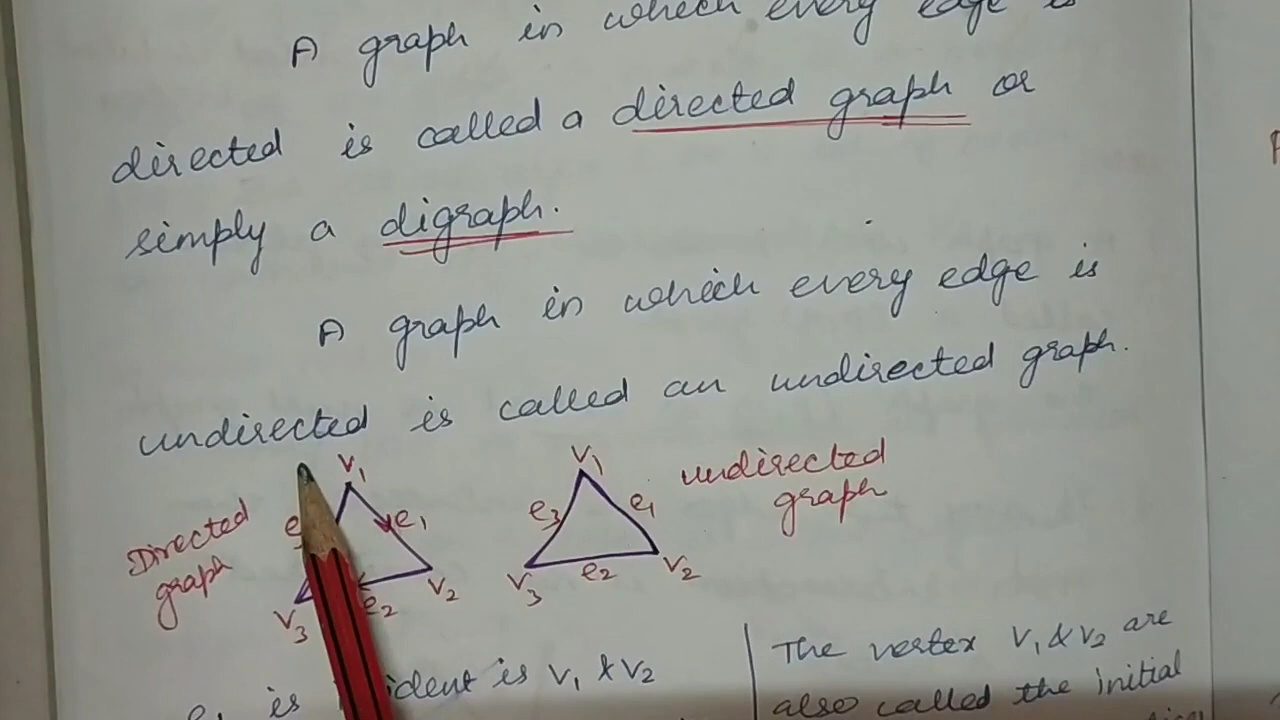 A graph in which every edge is
directed is called a directed graph or
simply a digraph.
A graph in which every edge is
undirected is called an undirected graph.
Directed
graph
V1
e1
V2
e2
V3
V1
e3
e1
V3
e2
V2
undirected
graph
e1 is is V1 & V2
The vertex V1 & V2 are
also called the initial